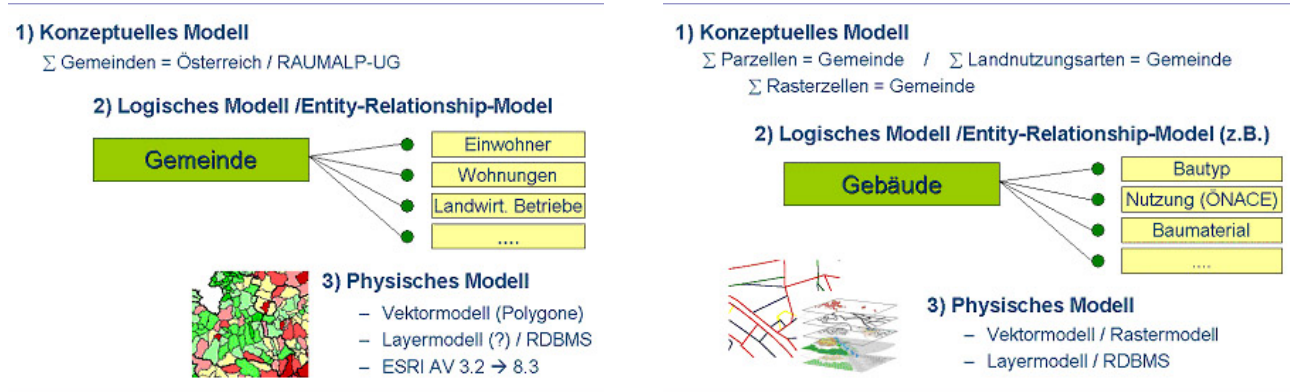 1) Konzeptuelles Modell
∑ Gemeinden = Österreich / RAUMALP-UG
2) Logisches Modell /Entity-Relationship-Model
Gemeinde
Einwohner
Wohnungen
Landwirt. Betriebe
....
3) Physisches Modell
– Vektormodell (Polygone)
– Layermodell (?) / RDBMS
– ESRI AV 3.2 → 8.3
1) Konzeptuelles Modell
∑ Parzellen = Gemeinde / ∑ Landnutzungsarten = Gemeinde
∑ Rasterzellen = Gemeinde
2) Logisches Modell /Entity-Relationship-Model (z.B.)
Gebäude
Bautyp
Nutzung (ÖNACE)
Baumaterial
....
3) Physisches Modell
– Vektormodell / Rastermodell
– Layermodell / RDBMS